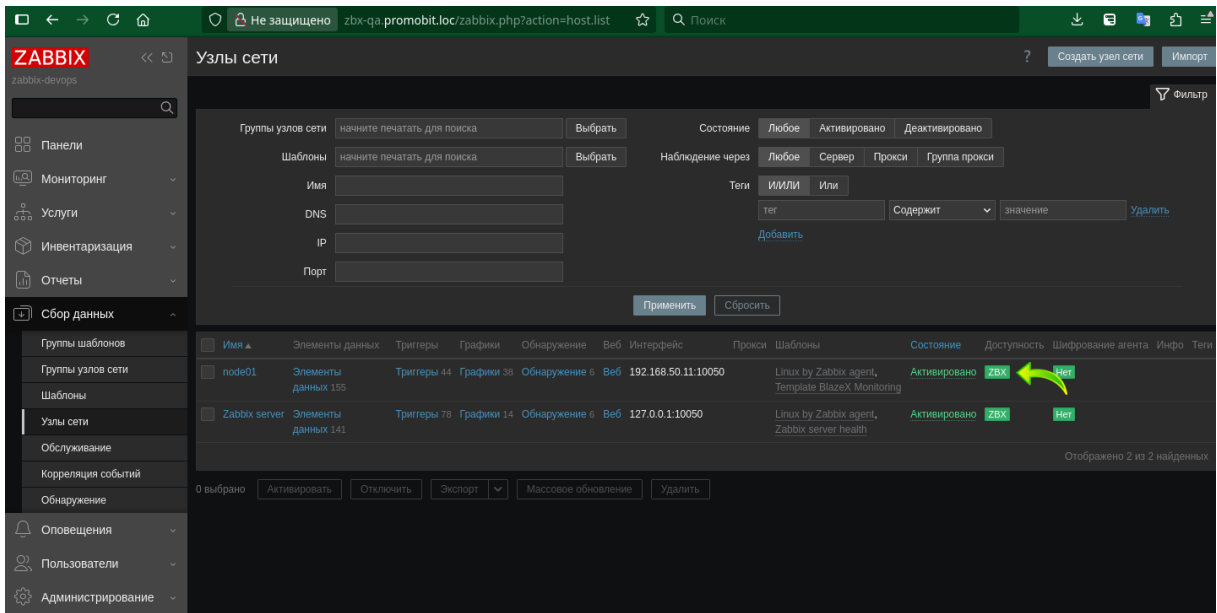 Не защищено zbx-qa.promobit.loc/zabbix.php?action=host.list Поиск
ZABBIX
zabbix-devops
Узлы сети
? Создать узел сети Импорт
Фильтр
Панели
Мониторинг
Услуги
Инвентаризация
Отчеты
Сбор данных
Группы шаблонов
Группы узлов сети
Шаблоны
Узлы сети
Обслуживание
Корреляция событий
Обнаружение
Оповещения
Пользователи
Администрирование
Группы узлов сети начните печатать для поиска Выбрать
Шаблоны начните печатать для поиска Выбрать
Имя
DNS
IP
Порт
Состояние Любое Активировано Деактивировано
Наблюдение через Любое Сервер Прокси Группа прокси
Теги И/ИЛИ Или
тег Содержит значение Удалить
Добавить
Применить Сбросить
Имя Элементы данных Триггеры Графики Обнаружение Веб Интерфейс Прокси Шаблоны Состояние Доступность Шифрование агента Инфо Теги
node01 Элементы данных 155 Триггеры 44 Графики 38 Обнаружение 6 Веб 192.168.50.11:10050 Linux by Zabbix agent, Template BlazeX Monitoring Активировано ZBX Нет
Zabbix server Элементы данных 141 Триггеры 78 Графики 14 Обнаружение 6 Веб 127.0.0.1:10050 Linux by Zabbix agent, Zabbix server health Активировано ZBX Нет
Отображено 2 из 2 найденных
0 выбрано Активировать Отключить Экспорт Массовое обновление Удалить